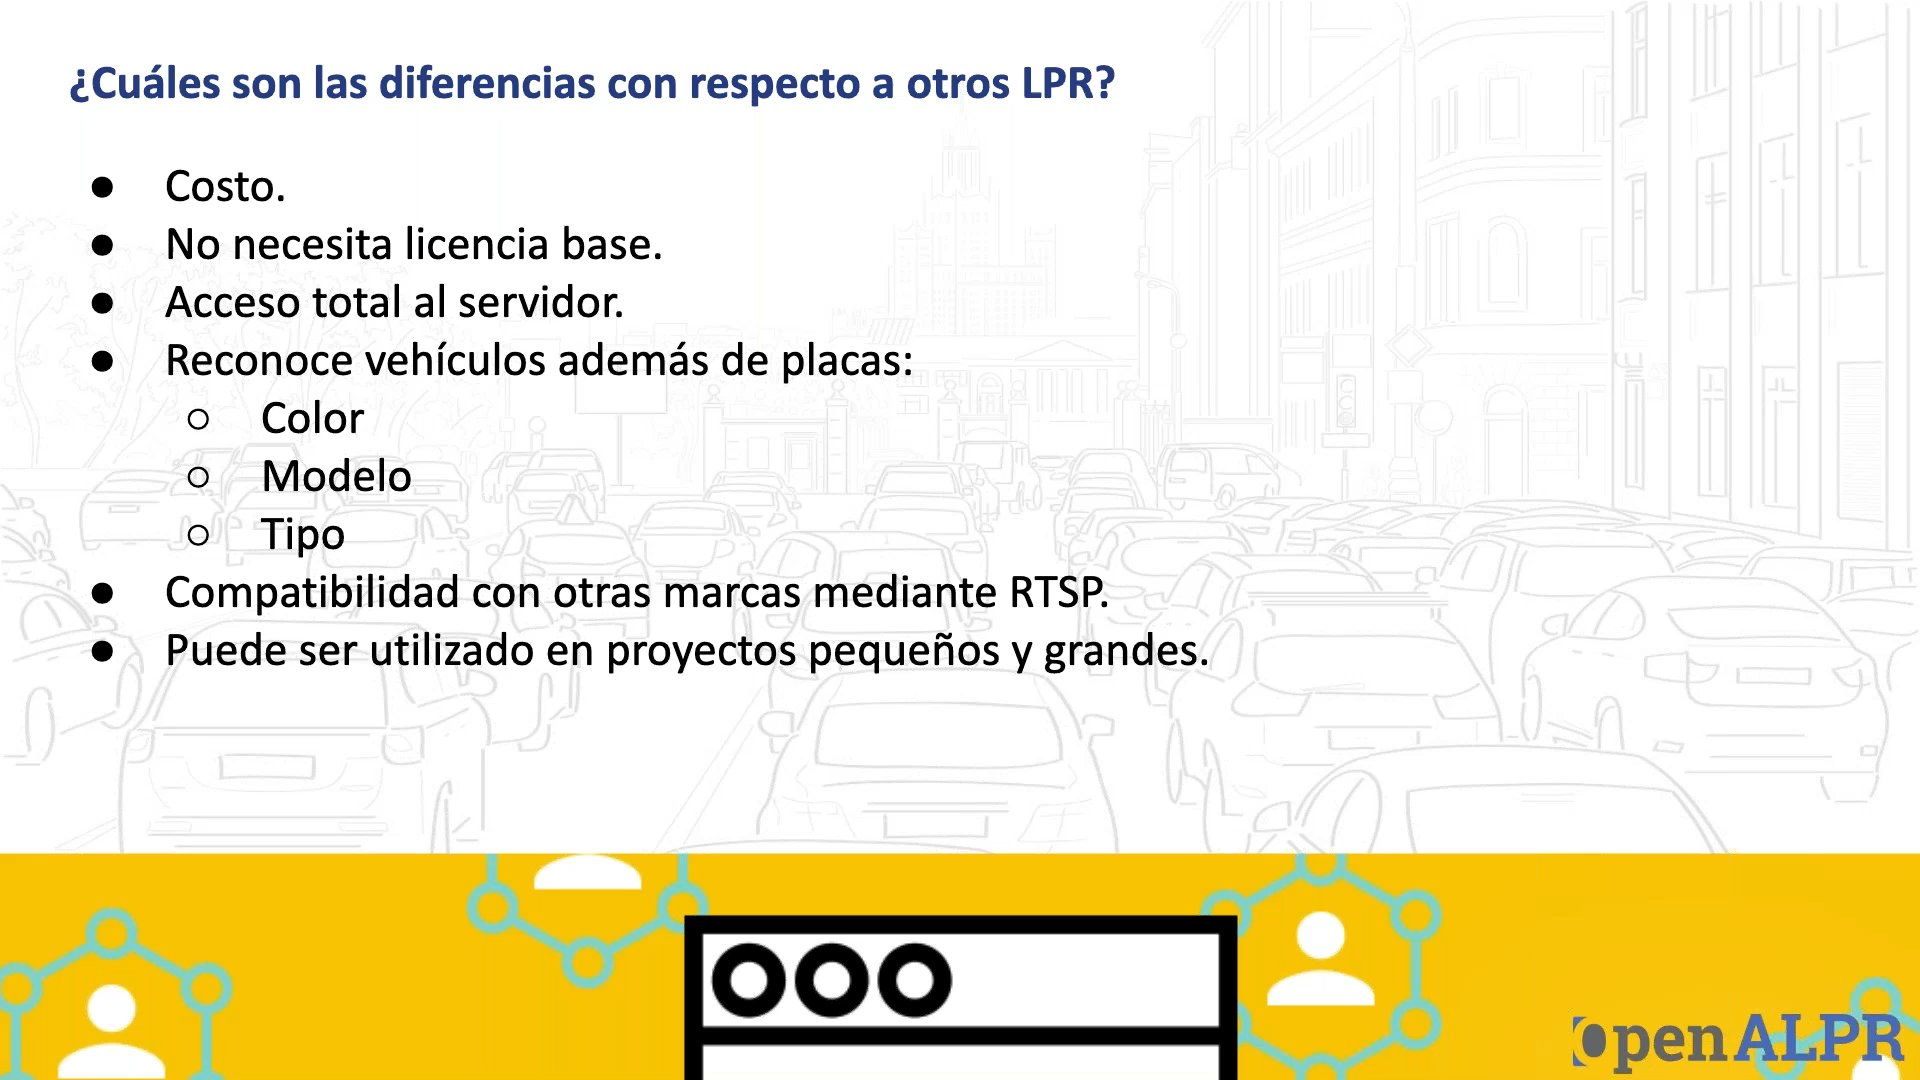 ¿Cuáles son las diferencias con respecto a otros LPR?
● Costo.
● No necesita licencia base.
● Acceso total al servidor.
● Reconoce vehículos además de placas:
○ Color
○ Modelo
○ Tipo
● Compatibilidad con otras marcas mediante RTSP.
● Puede ser utilizado en proyectos pequeños y grandes.
openALPR